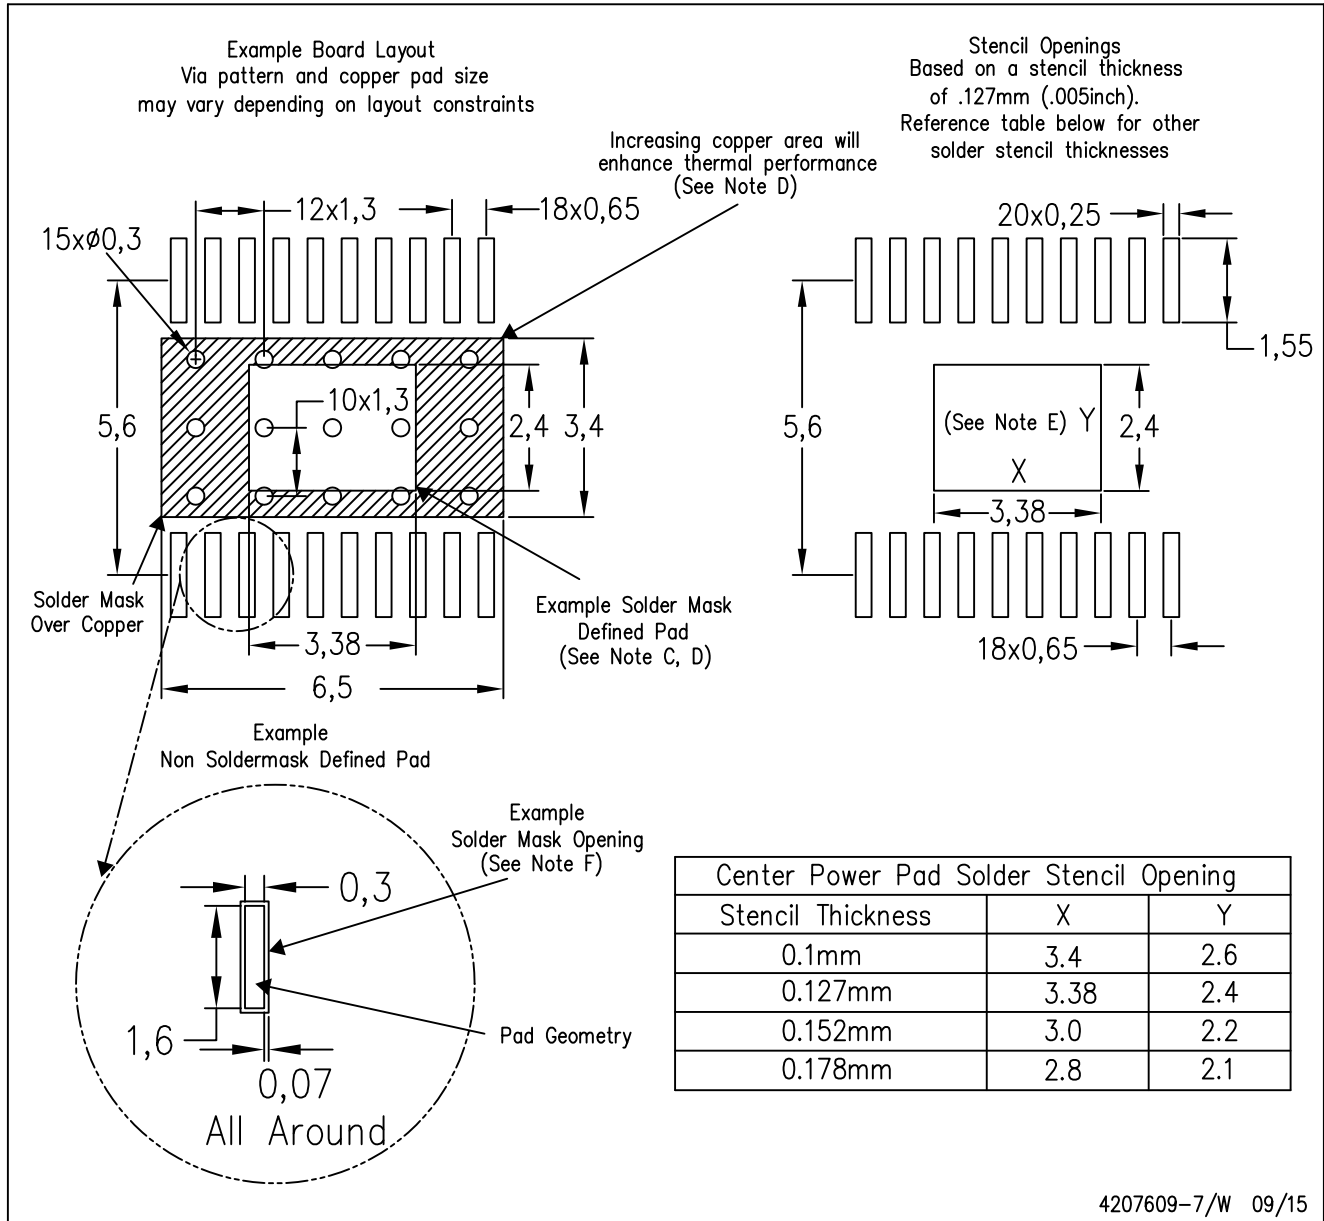 Example Board Layout
Via pattern and copper pad size
may vary depending on layout constraints
Stencil Openings
Based on a stencil thickness
of .127mm (.005inch).
Reference table below for other
solder stencil thicknesses
Increasing copper area will
enhance thermal performance
(See Note D)
12x1,3
18x0,65
15xø0,3
5,6
10x1,3
2,4
3,4
Solder Mask
Over Copper
3,38
6,5
Example Solder Mask
Defined Pad
(See Note C, D)
20x0,25
1,55
5,6
(See Note E)
Y
X
2,4
3,38
18x0,65
Example
Non Soldermask Defined Pad
Example
Solder Mask Opening
(See Note F)
0,3
1,6
0,07
All Around
Pad Geometry
Center Power Pad Solder Stencil Opening
Stencil Thickness X Y
0.1mm 3.4 2.6
0.127mm 3.38 2.4
0.152mm 3.0 2.2
0.178mm 2.8 2.1
4207609-7/W 09/15